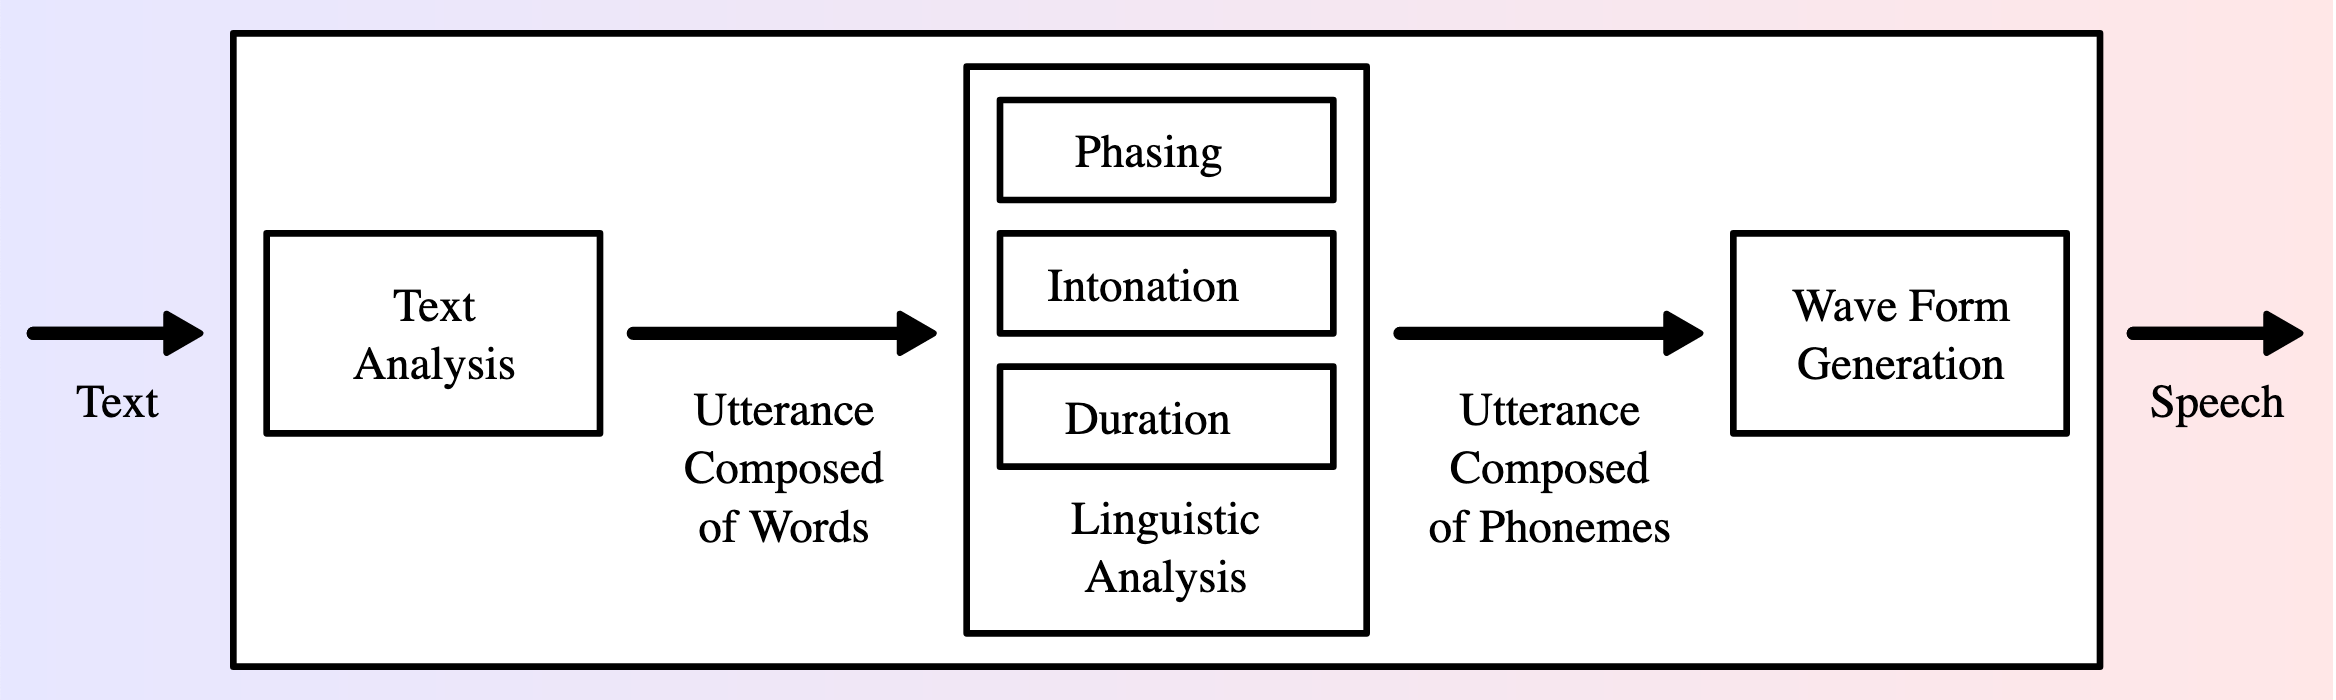 Text
Text
Analysis
Utterance
Composed
of Words
Phasing
Intonation
Duration
Linguistic
Analysis
Utterance
Composed
of Phonemes
Wave Form
Generation
Speech